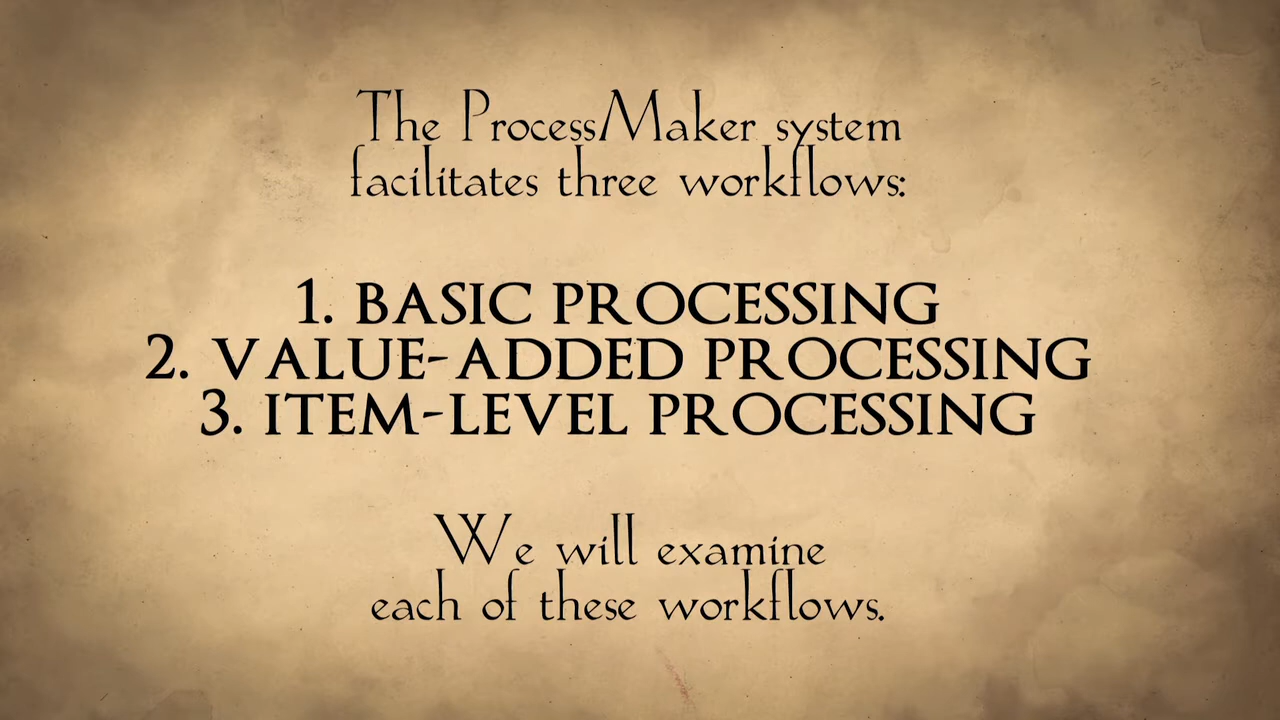 The ProcessMaker system
facilitates three workflows:
1. BASIC PROCESSING
2. VALUE-ADDED PROCESSING
3. ITEM-LEVEL PROCESSING
We will examine
each of these workflows.